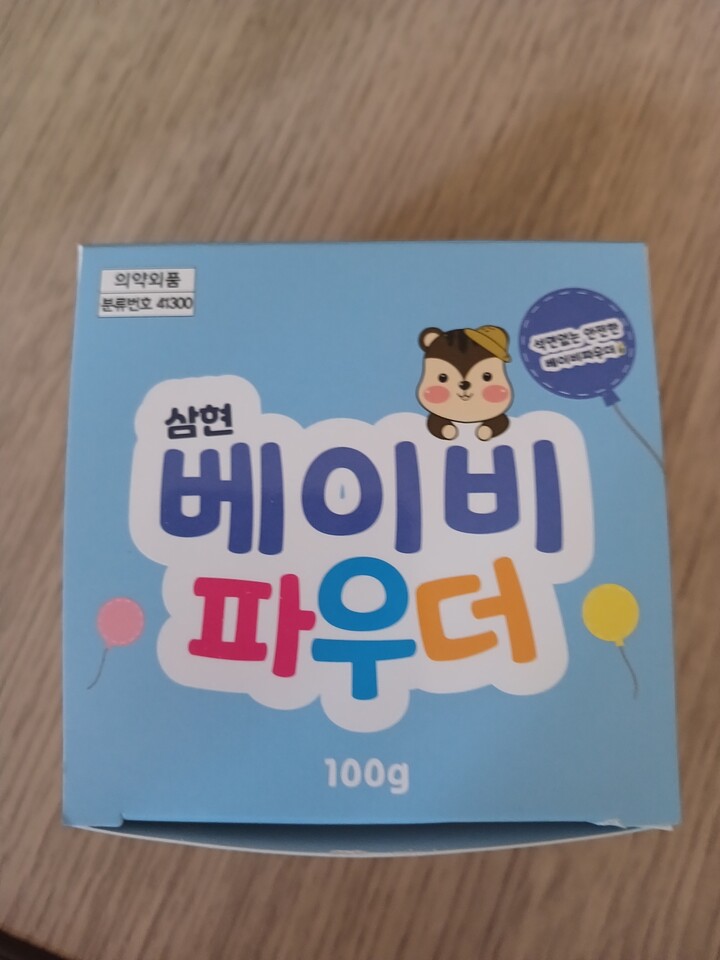 의약외품
분류번호 41300
석면없는 안전한
베이비파우더
삼현
베이비
파우더
100g